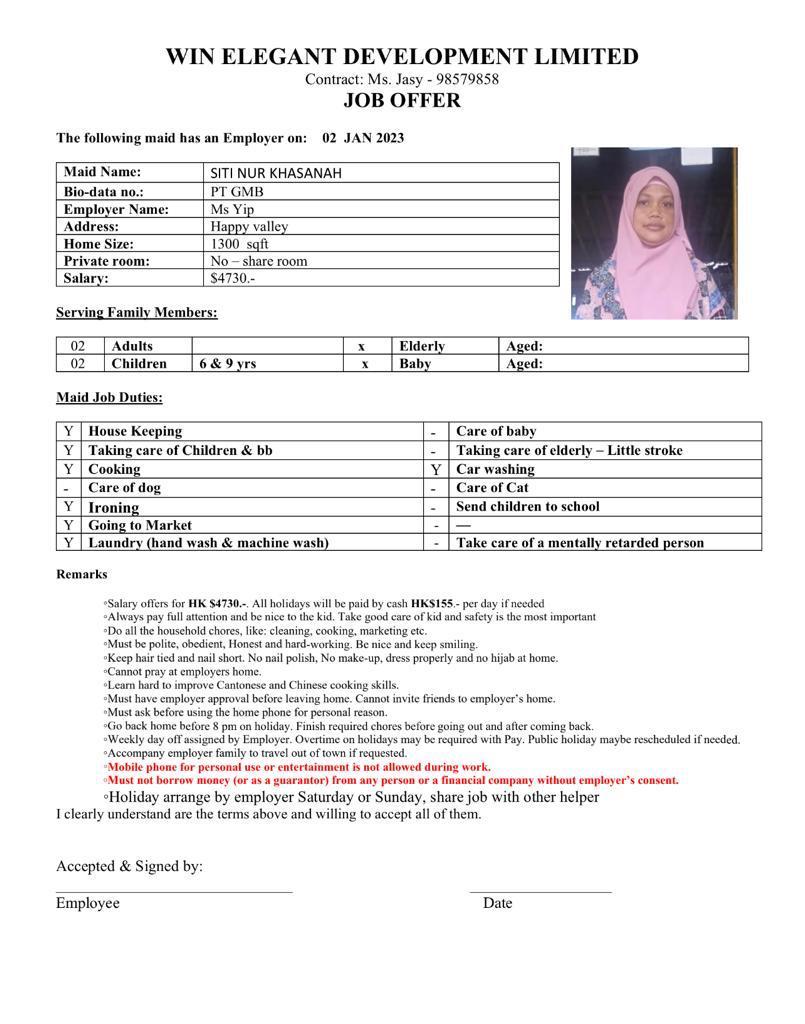 WIN ELEGANT DEVELOPMENT LIMITED
Contract: Ms. Jasy - 98579858
JOB OFFER
The following maid has an Employer on: 02 JAN 2023
Maid Name: SITI NUR KHASANAH
Bio-data no.: PT GMB
Employer Name: Ms Yip
Address: Happy valley
Home Size: 1300 sqft
Private room: No – share room
Salary: $4730.-
Serving Family Members:
02 Adults x Elderly Aged:
02 Children 6 & 9 yrs x Baby Aged:
Maid Job Duties:
Y House Keeping - Care of baby
Y Taking care of Children & bb - Taking care of elderly – Little stroke
Y Cooking Y Car washing
- Care of dog - Care of Cat
Y Ironing - Send children to school
Y Going to Market - —
Y Laundry (hand wash & machine wash) - Take care of a mentally retarded person
Remarks
◦Salary offers for HK $4730.-. All holidays will be paid by cash HK$155.- per day if needed
◦Always pay full attention and be nice to the kid. Take good care of kid and safety is the most important
◦Do all the household chores, like: cleaning, cooking, marketing etc.
◦Must be polite, obedient, Honest and hard-working. Be nice and keep smiling.
◦Keep hair tied and nail short. No nail polish, No make-up, dress properly and no hijab at home.
◦Cannot pray at employers home.
◦Learn hard to improve Cantonese and Chinese cooking skills.
◦Must have employer approval before leaving home. Cannot invite friends to employer's home.
◦Must ask before using the home phone for personal reason.
◦Go back home before 8 pm on holiday. Finish required chores before going out and after coming back.
◦Weekly day off assigned by Employer. Overtime on holidays may be required with Pay. Public holiday maybe rescheduled if needed.
◦Accompany employer family to travel out of town if requested.
◦Mobile phone for personal use or entertainment is not allowed during work.
◦Must not borrow money (or as a guarantor) from any person or a financial company without employer's consent.
◦Holiday arrange by employer Saturday or Sunday, share job with other helper
I clearly understand are the terms above and willing to accept all of them.
Accepted & Signed by:
Employee Date